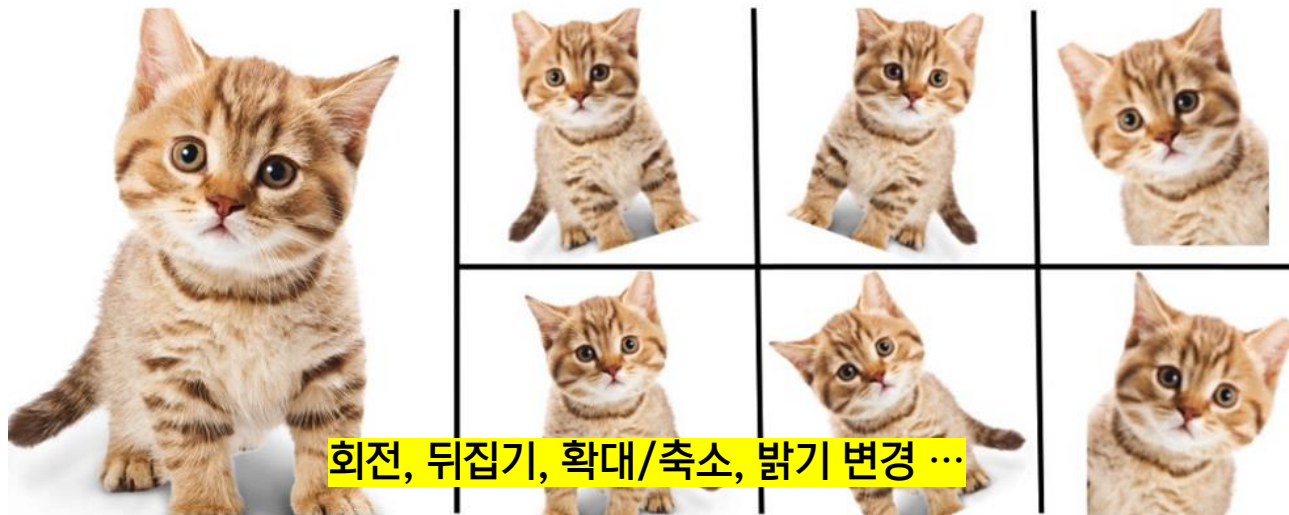 회전, 뒤집기, 확대/축소, 밝기 변경 …